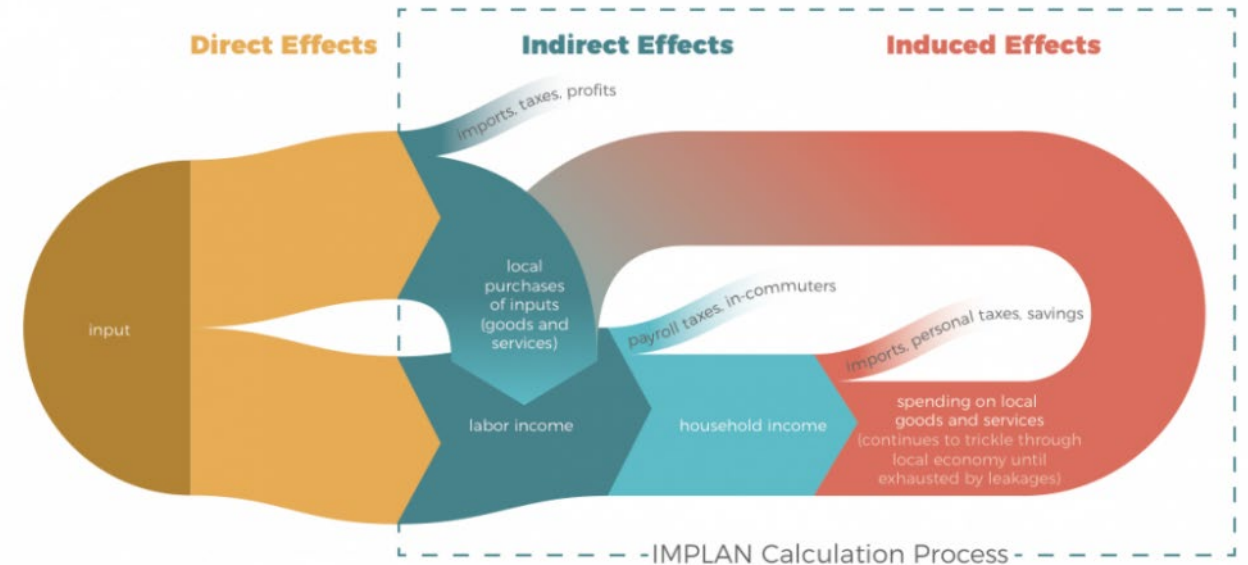 Direct Effects
Indirect Effects
Induced Effects
imports, taxes, profits
input
local
purchases
of inputs
(goods and
services)
payroll taxes, in-commuters
imports, personal taxes, savings
labor income
household income
spending on local
goods and services
(continues to trickle through
local economy until
exhausted by leakages)
IMPLAN Calculation Process